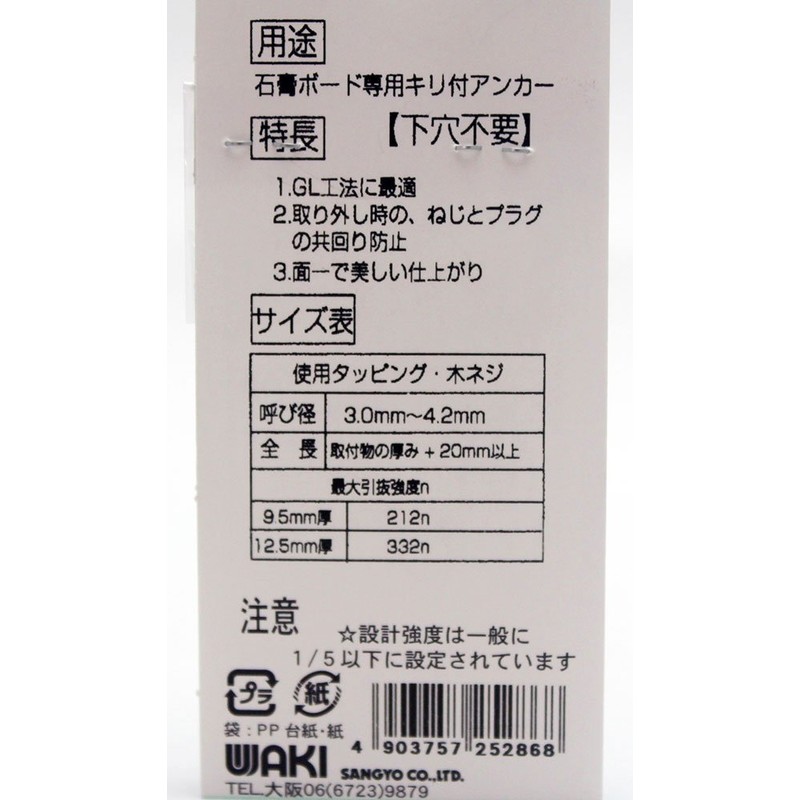 用途
石膏ボード専用キリ付アンカー
特長 【下穴不要】
1.GL工法に最適
2.取り外し時の、ねじとプラグ
の共回り防止
3.面一で美しい仕上がり
サイズ表
使用タッピング・木ネジ
呼び径 3.0mm～4.2mm
全 長 取付物の厚み+20mm以上
最大引抜強度n
9.5mm厚 212n
12.5mm厚 332n
注意
☆設計強度は一般に
1/5以下に設定されています
プラ 紙
袋:PP 台紙・紙
4 903757 252868
WAKI SANGYO CO.,LTD.
TEL.大阪06(6723)9879